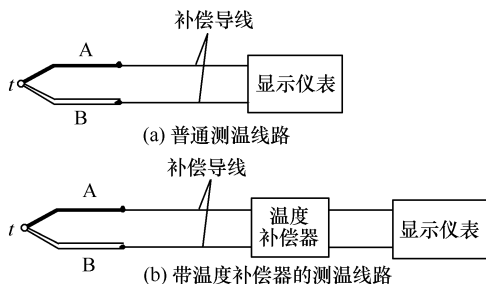 补偿导线
A
t
B
显示仪表
(a) 普通测温线路
补偿导线
A
t
B
温度
补偿器
显示仪表
(b) 带温度补偿器的测温线路